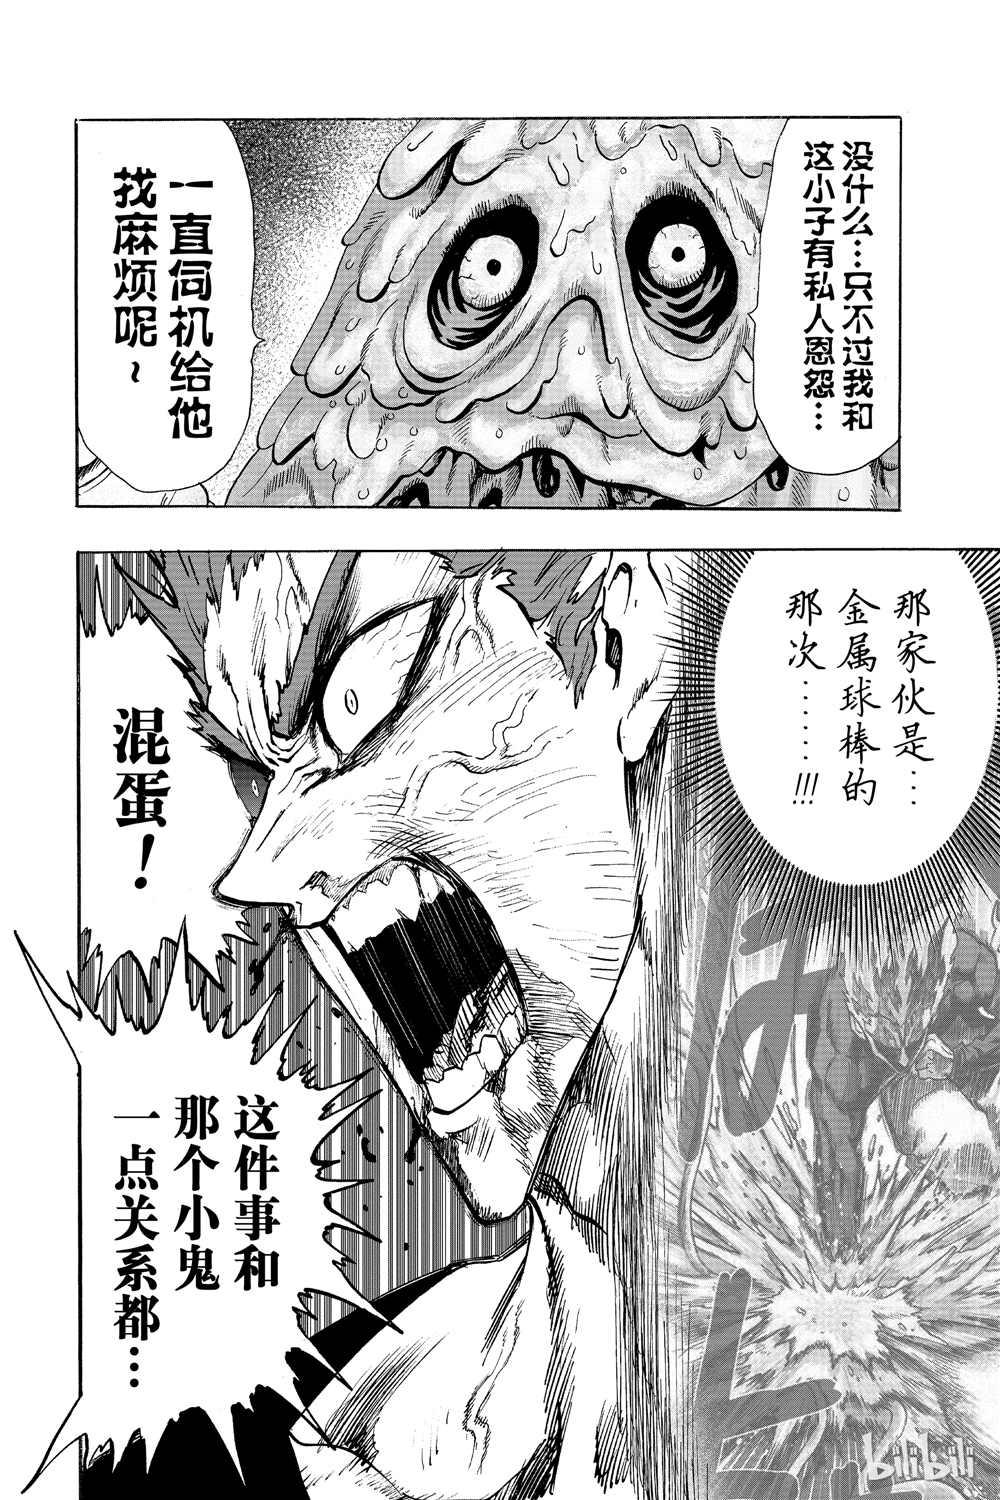 没什么…只不过我和
这小子有私人恩怨…
一直伺机给他
找麻烦呢~
那家伙是…
金属球棒的
那次………!!!
混蛋！
这件事和
那个小鬼
一点关系都…
bilibili